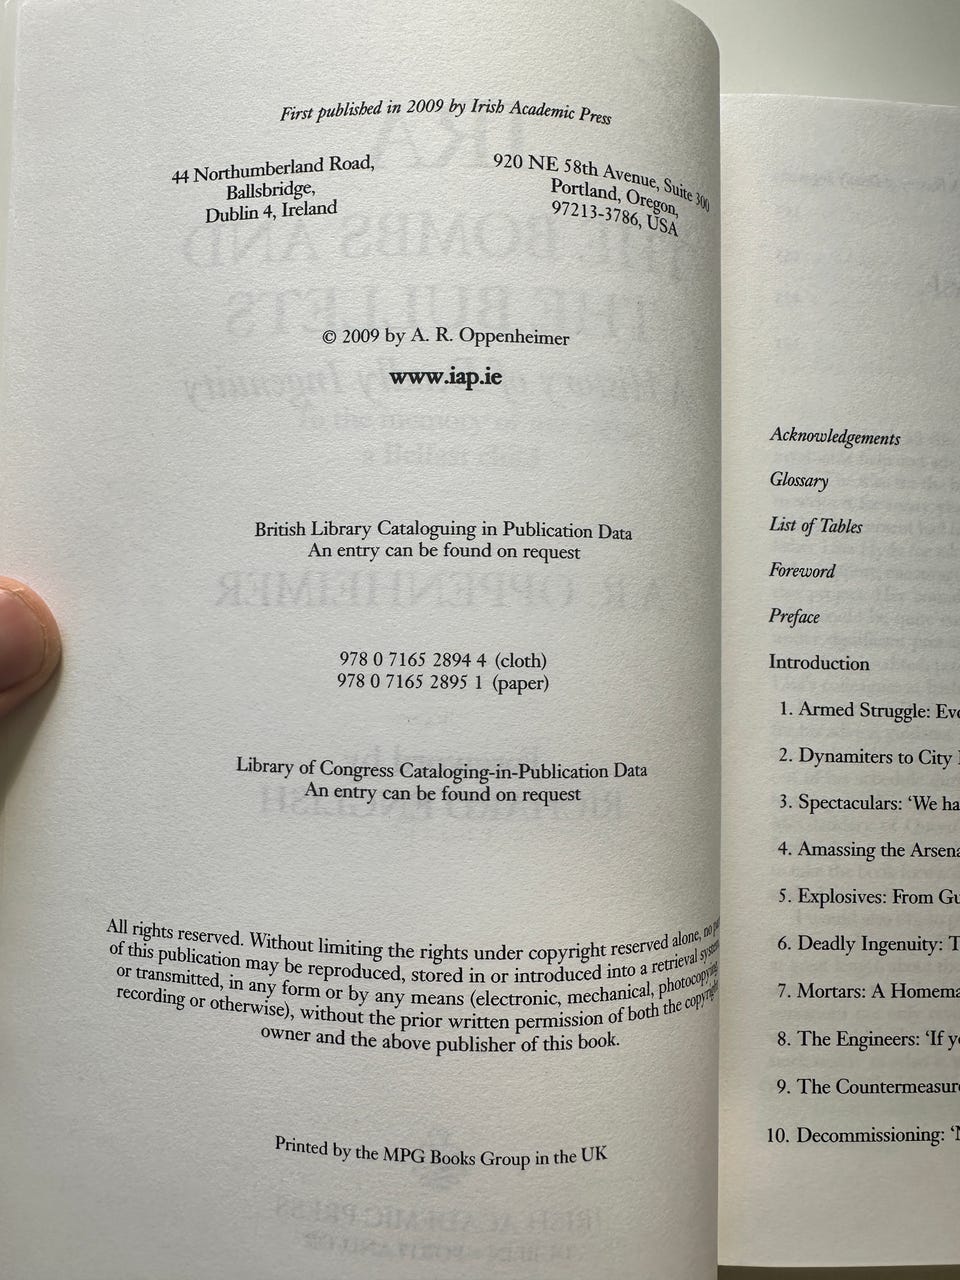 First published in 2009 by Irish Academic Press
44 Northumberland Road,
Ballsbridge,
Dublin 4, Ireland
920 NE 58th Avenue, Suite 300
Portland, Oregon,
97213-3786, USA
© 2009 by A. R. Oppenheimer
www.iap.ie
British Library Cataloguing in Publication Data
An entry can be found on request
978 0 7165 2894 4 (cloth)
978 0 7165 2895 1 (paper)
Library of Congress Cataloging-in-Publication Data
An entry can be found on request
All rights reserved. Without limiting the rights under copyright reserved alone, no
of this publication may be reproduced, stored in or introduced into a retrieval system
or transmitted, in any form or by any means (electronic, mechanical, photocopying
recording or otherwise), without the prior written permission of both the copyright
owner and the above publisher of this book.
Printed by the MPG Books Group in the UK
Acknowledgements
Glossary
List of Tables
Foreword
Preface
Introduction
1. Armed Struggle:
2. Dynamiters to City
3. Spectaculars: ‘We
4. Amassing the
5. Explosives: From
6. Deadly Ingenuity:
7. Mortars: A
8. The Engineers: ‘If
9. The
10. Decommissioning: